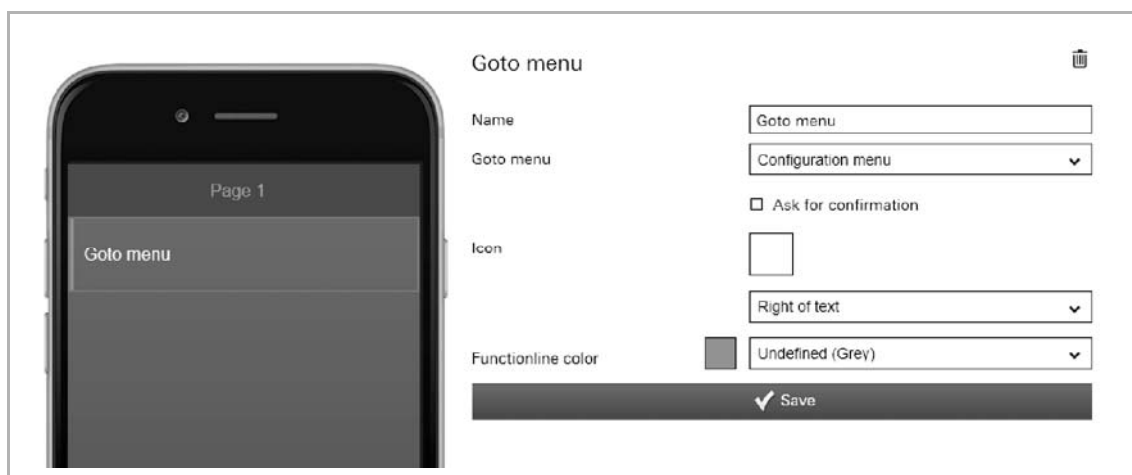 Goto menu
Name
Goto menu
Goto menu
Configuration menu
Ask for confirmation
Icon
Right of text
Functionline color
Undefined (Grey)
Save
Page 1
Goto menu